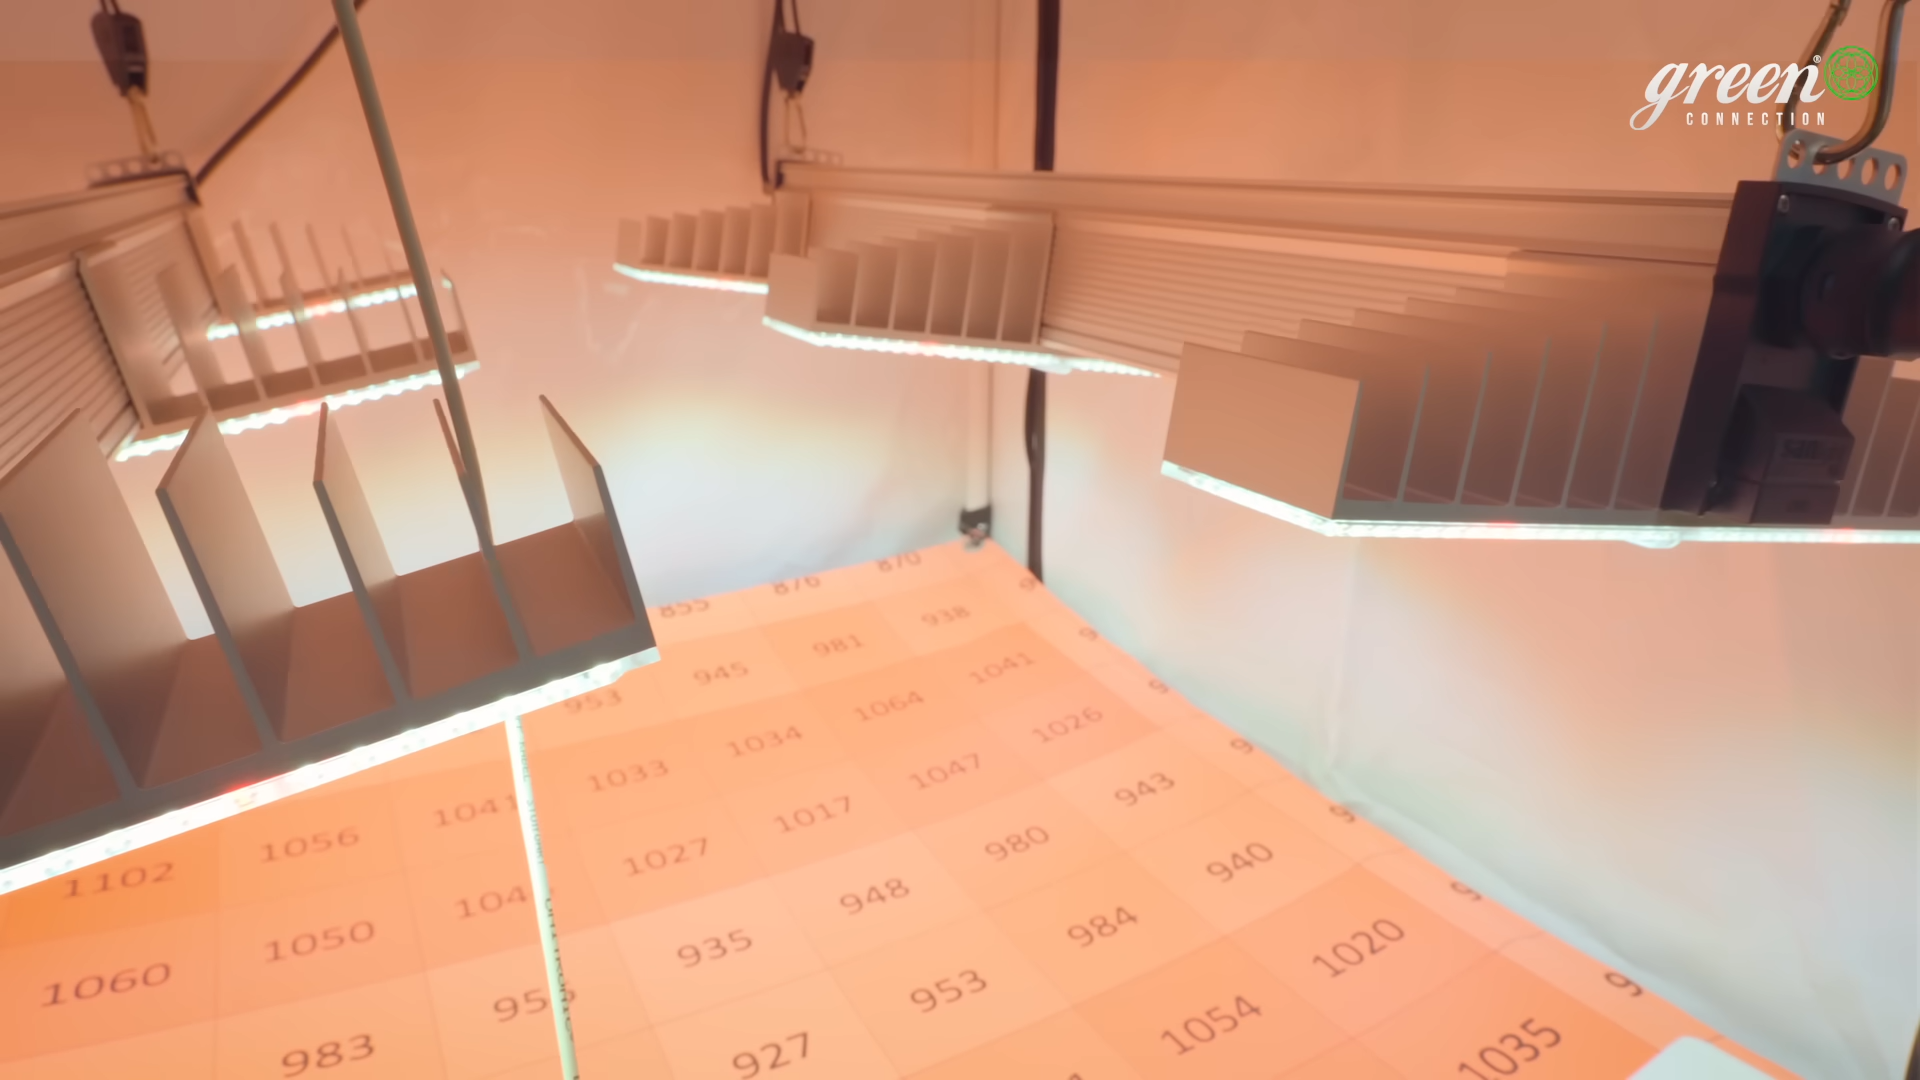 green®
CONNECTION
855 876 870
953 945 981 938
1033 1034 1064 1041
1102 1056 1041 1027 1017 1047 1026
1060 1050 104 935 948 980 943
983 953 984 940
927 1054 1020
1035